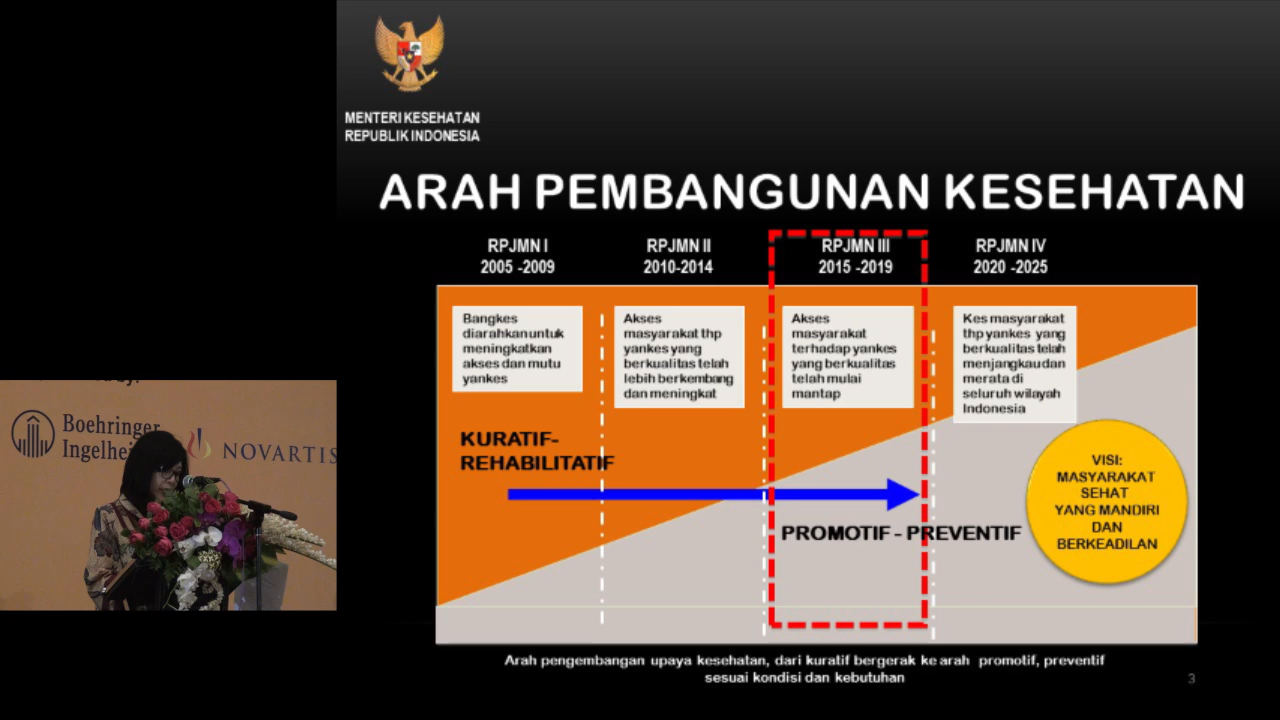 MENTERI KESEHATAN
REPUBLIK INDONESIA
ARAH PEMBANGUNAN KESEHATAN
RPJMN I
2005 -2009
RPJMN II
2010-2014
RPJMN III
2015 -2019
RPJMN IV
2020 -2025
Bangkes
diarahkan untuk
meningkatkan
akses dan mutu
yankes
Akses
masyarakat thp
yankes yang
berkualitas telah
lebih berkembang
dan meningkat
Akses
masyarakat
terhadap yankes
yang berkualitas
telah mulai
mantap
Kes masyarakat
thp yankes yang
berkualitas telah
menjangkau dan
merata di
seluruh wilayah
Indonesia
KURATIF-
REHABILITATIF
PROMOTIF - PREVENTIF
VISI:
MASYARAKAT
SEHAT
YANG MANDIRI
DAN
BERKEADILAN
Arah pengembangan upaya kesehatan, dari kuratif bergerak ke arah promotif, preventif
sesuai kondisi dan kebutuhan
3
Boehringer
Ingelhei
NOVARTIS